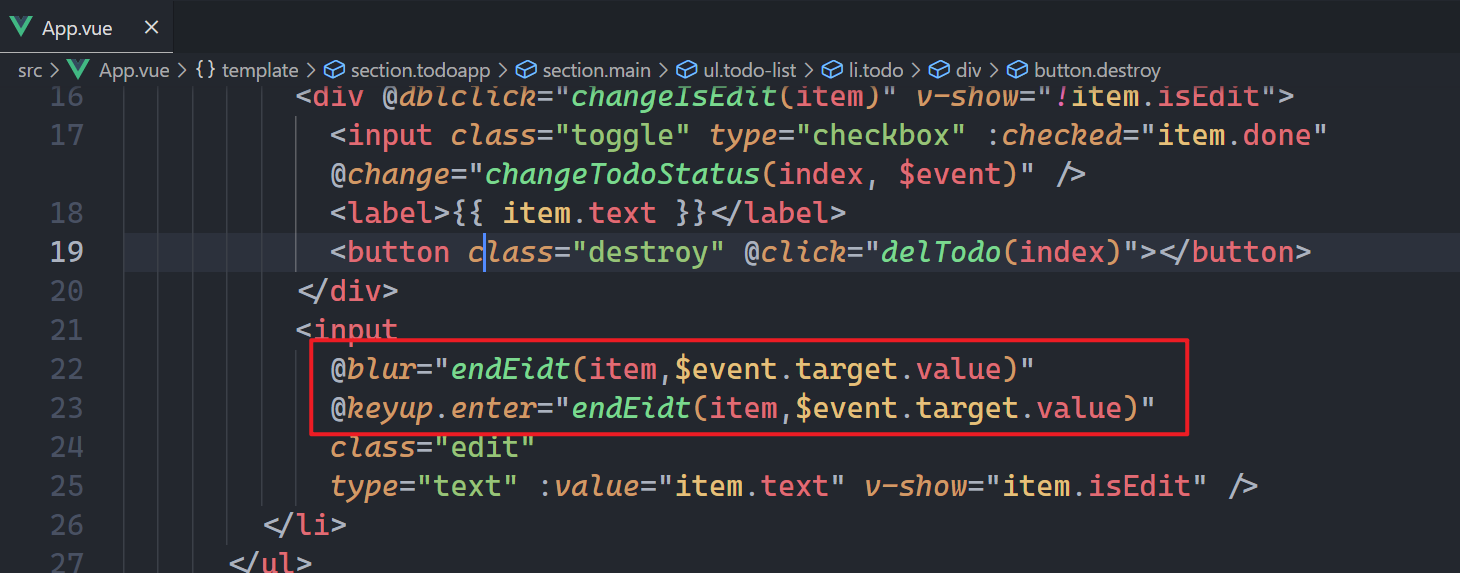 App.vue ×
src > App.vue > {} template > section.todoapp > section.main > ul.todo-list > li.todo > div > button.destroy
16 <div @dblclick="changeIsEdit(item)" v-show="!item.isEdit">
17 <input class="toggle" type="checkbox" :checked="item.done"
@change="changeTodoStatus(index, $event)" />
18 <label>{{ item.text }}</label>
19 <button class="destroy" @click="delTodo(index)"></button>
20 </div>
21 <input
22 @blur="endEidt(item,$event.target.value)"
23 @keyup.enter="endEidt(item,$event.target.value)"
24 class="edit"
25 type="text" :value="item.text" v-show="item.isEdit" />
26 </li>
27 </ul>